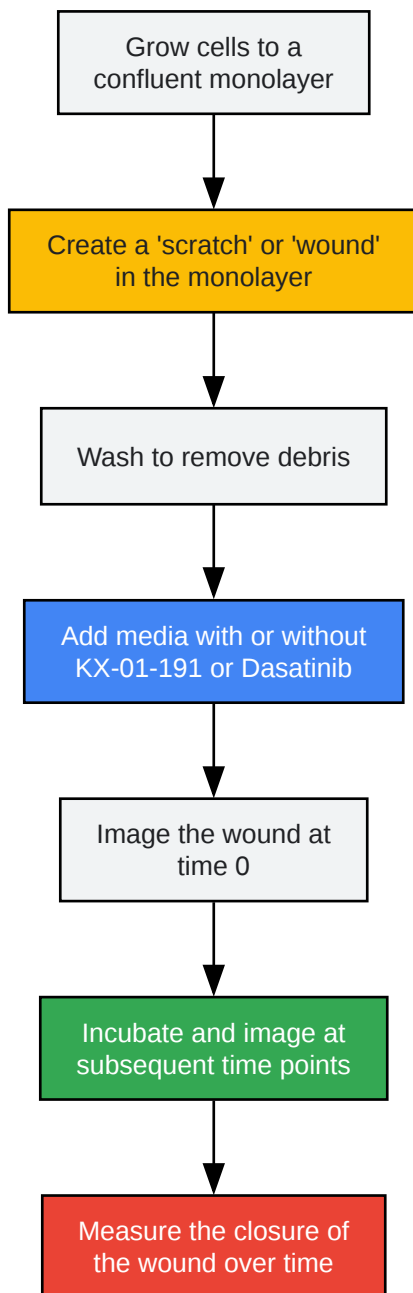 Grow cells to a
confluent monolayer
Create a 'scratch' or 'wound'
in the monolayer
Wash to remove debris
Add media with or without
KX-01-191 or Dasatinib
Image the wound at
time 0
Incubate and image at
subsequent time points
Measure the closure of
the wound over time